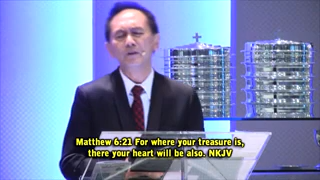 Matthew 6:21 For where your treasure is,
there your heart will be also. NKJV